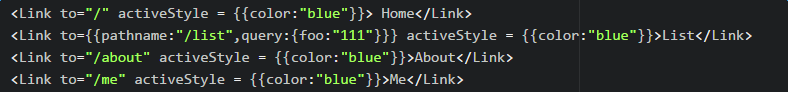 <Link to="/" activeStyle = {{color:"blue"}}> Home</Link>
<Link to={{pathname:"/list",query:{foo:"111"}}} activeStyle = {{color:"blue"}}>List</Link>
<Link to="/about" activeStyle = {{color:"blue"}}>About</Link>
<Link to="/me" activeStyle = {{color:"blue"}}>Me</Link>